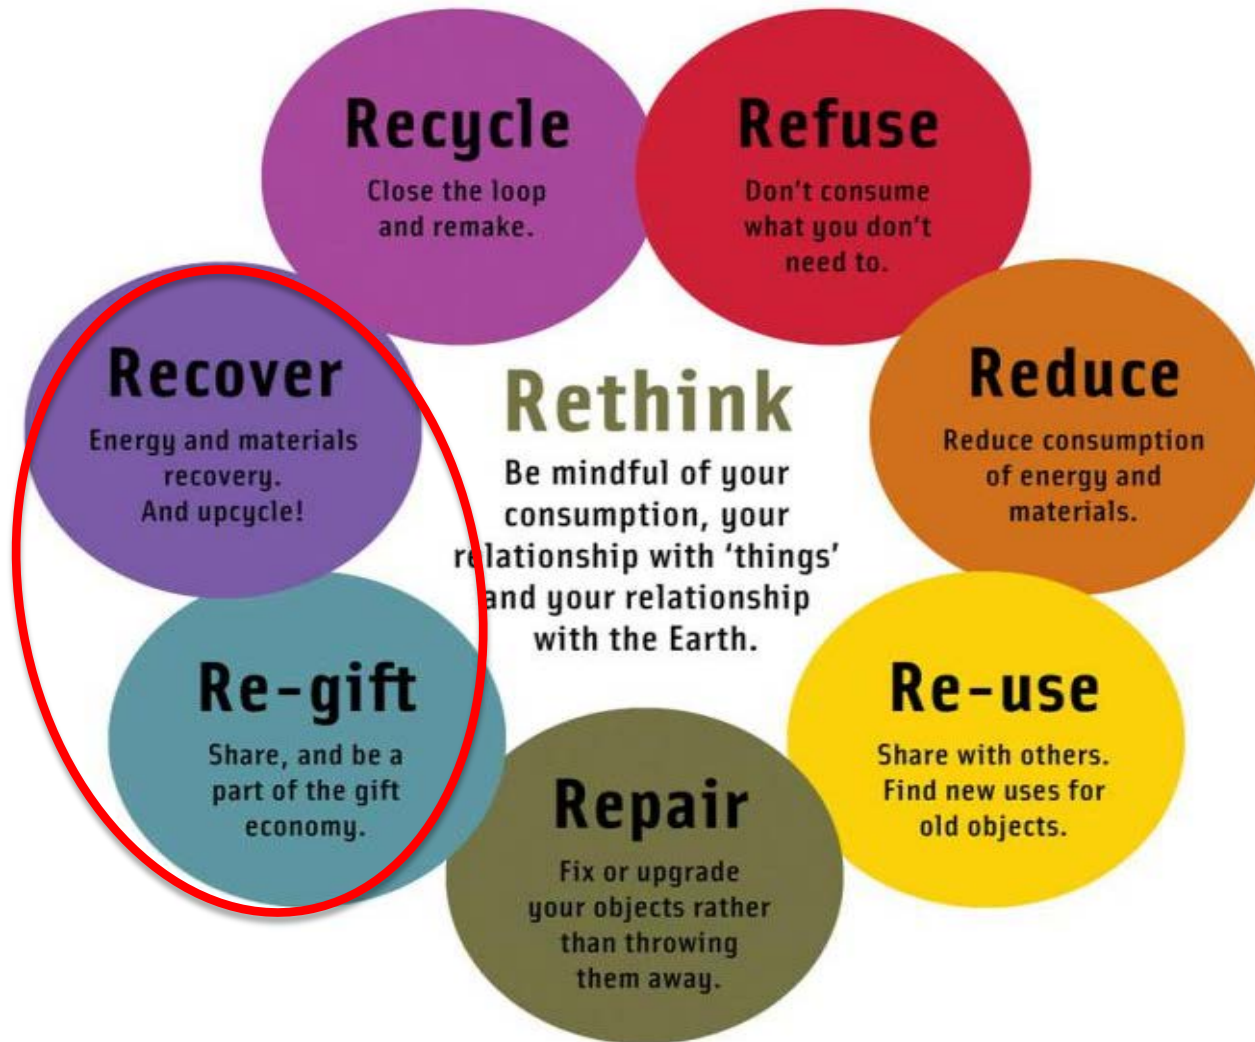 Recycle
Close the loop
and remake.
Refuse
Don't consume
what you don't
need to.
Recover
Energy and materials
recovery.
And upcycle!
Rethink
Be mindful of your
consumption, your
relationship with ‘things’
and your relationship
with the Earth.
Reduce
Reduce consumption
of energy and
materials.
Re-gift
Share, and be a
part of the gift
economy.
Repair
Fix or upgrade
your objects rather
than throwing
them away.
Re-use
Share with others.
Find new uses for
old objects.